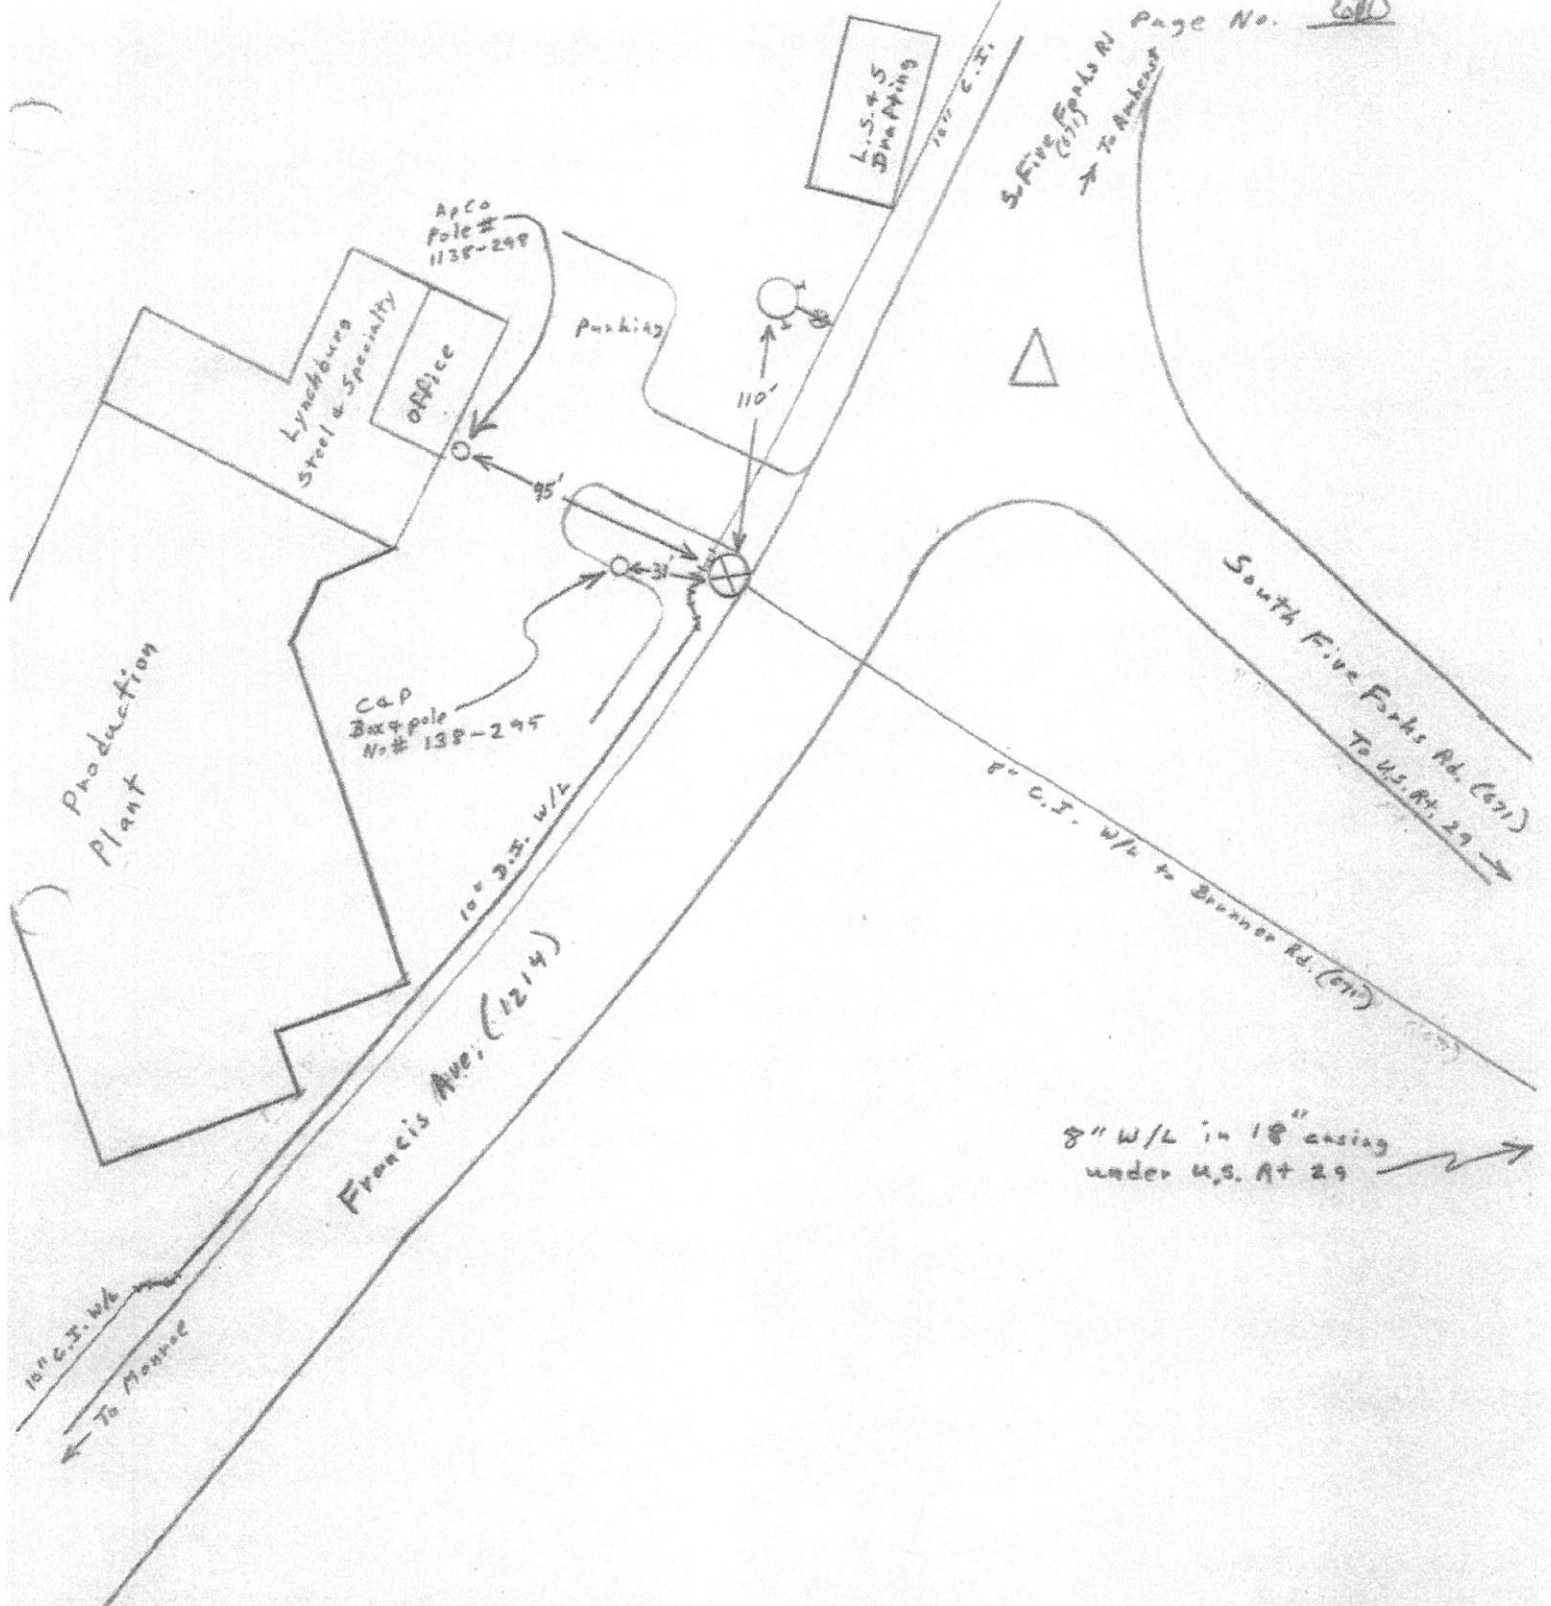 Page No.
So Five Forks Rd
(671)
→ To Amherst
L.S.&S
Drafting
10" C.I.
ApCo
Pole #
1138-298
Parking
110'
Lynchburg
Steel & Specialty
Office
95'
31'
Cap
Box & pole
No# 138-295
Production
Plant
South Five Forks Rd. (671)
To U.S. Rt. 29 →
8" C.I. W/L to Brunner Rd. (671)
10" D.I. W/L
Francis Ave. (1214)
8" W/L in 18" casing
under U.S. Rt 29
10" C.I. W/L
← To Monroe